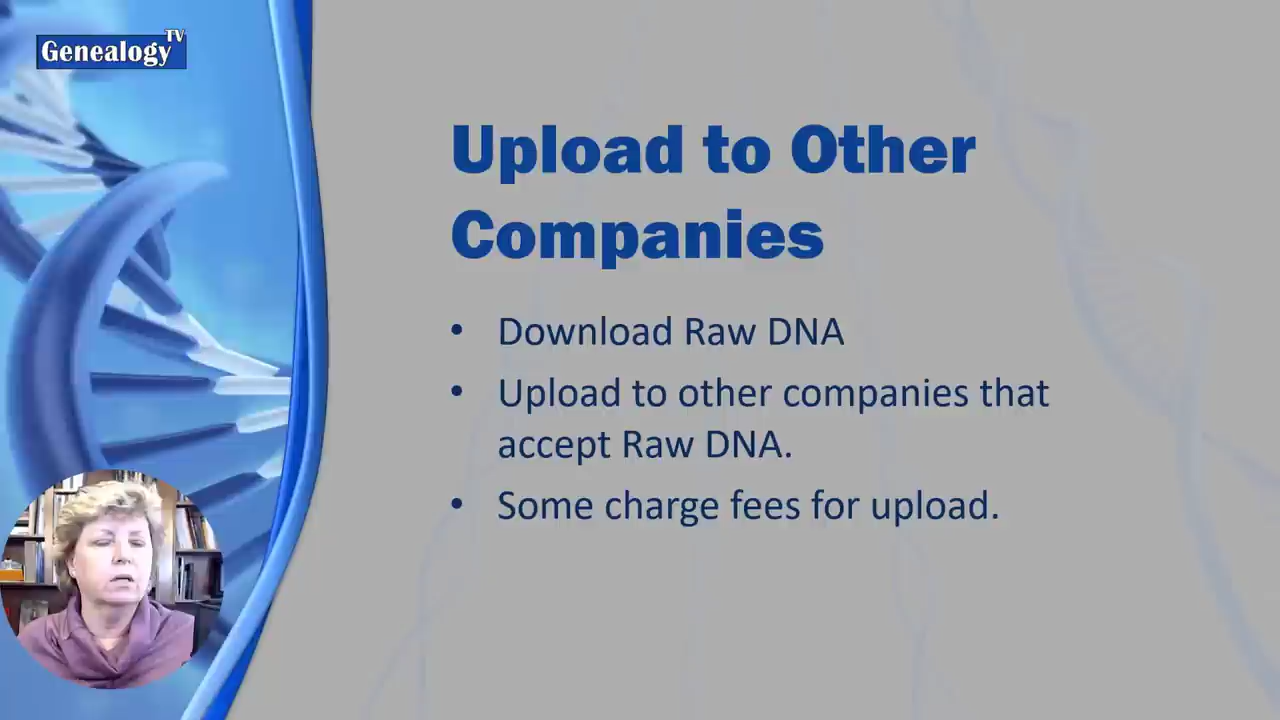 Genealogy TV
Upload to Other
Companies
• Download Raw DNA
• Upload to other companies that
accept Raw DNA.
• Some charge fees for upload.